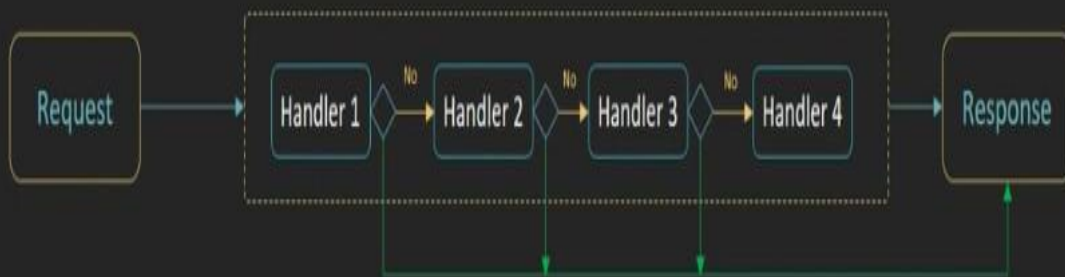 Request
No
No
No
Handler 1
Handler 2
Handler 3
Handler 4
Response